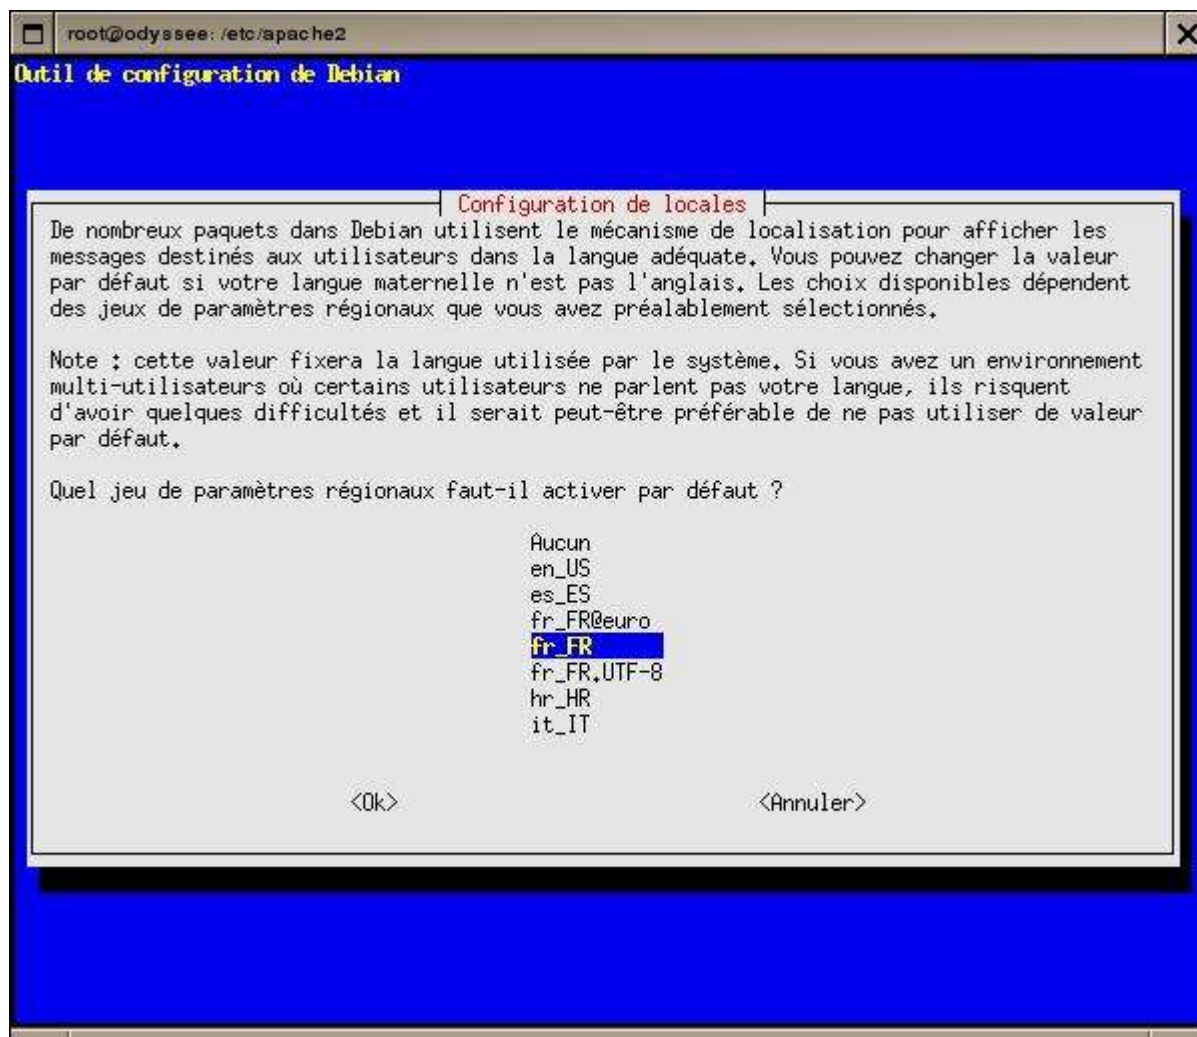 root@odyssee: /etc/apache2
Outil de configuration de Debian
Configuration de locales
De nombreux paquets dans Debian utilisent le mécanisme de localisation pour afficher les
messages destinés aux utilisateurs dans la langue adéquate. Vous pouvez changer la valeur
par défaut si votre langue maternelle n'est pas l'anglais. Les choix disponibles dépendent
des jeux de paramètres régionaux que vous avez préalablement sélectionnés.
Note : cette valeur fixera la langue utilisée par le système. Si vous avez un environnement
multi-utilisateurs où certains utilisateurs ne parlent pas votre langue, ils risquent
d'avoir quelques difficultés et il serait peut-être préférable de ne pas utiliser de valeur
par défaut.
Quel jeu de paramètres régionaux faut-il activer par défaut ?
Aucun
en_US
es_ES
fr_FR@euro
fr_FR
fr_FR.UTF-8
hr_HR
it_IT
<Ok> <Annuler>